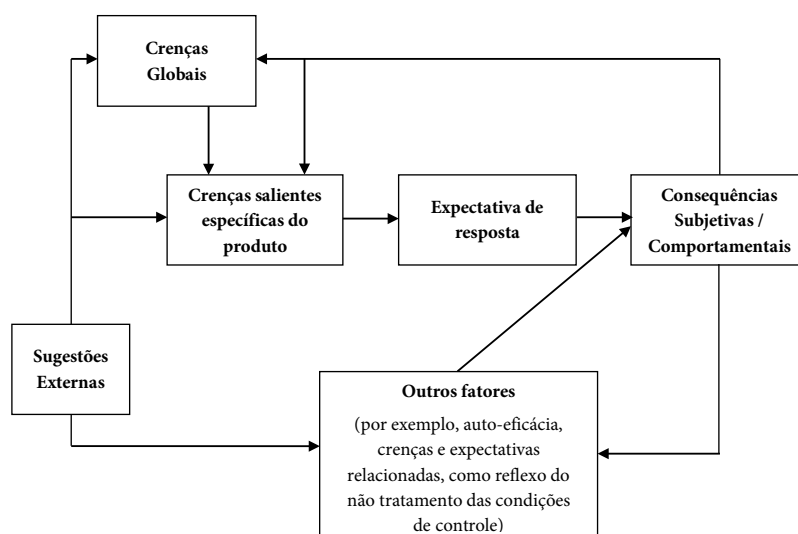 Crenças
Globais
Crenças salientes
específicas do
produto
Expectativa de
resposta
Consequências
Subjetivas /
Comportamentais
Sugestões
Externas
Outros fatores
(por exemplo, auto-eficácia,
crenças e expectativas
relacionadas, como reflexo do
não tratamento das condições
de controle)